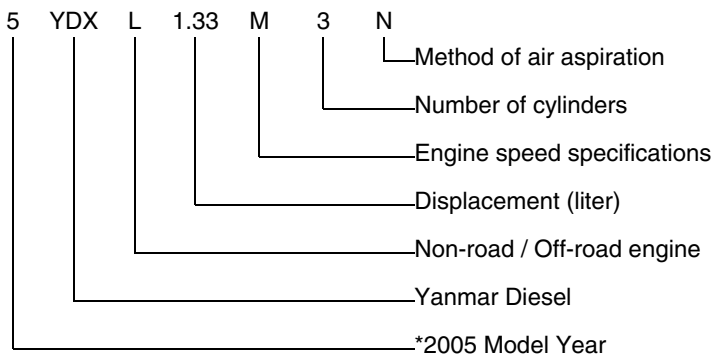 5 YDX L 1.33 M 3 N
Method of air aspiration
Number of cylinders
Engine speed specifications
Displacement (liter)
Non-road / Off-road engine
Yanmar Diesel
*2005 Model Year